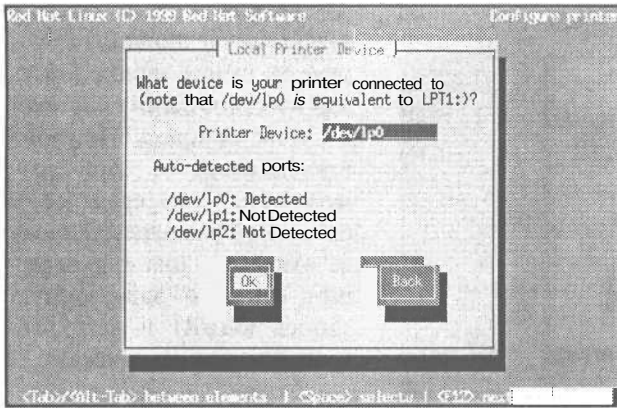 Red Hat Linux (C) 1999 Red Hat Software Configure printer
Local Printer Device
What device is your printer connected to
(note that /dev/lp0 is equivalent to LPT1:)?
Printer Device: /dev/lp0
Auto-detected ports:
/dev/lp0: Detected
/dev/lp1: Not Detected
/dev/lp2: Not Detected
Ok Back
<Tab>/<Alt-Tab> between elements | <Space> selects | <F12> next